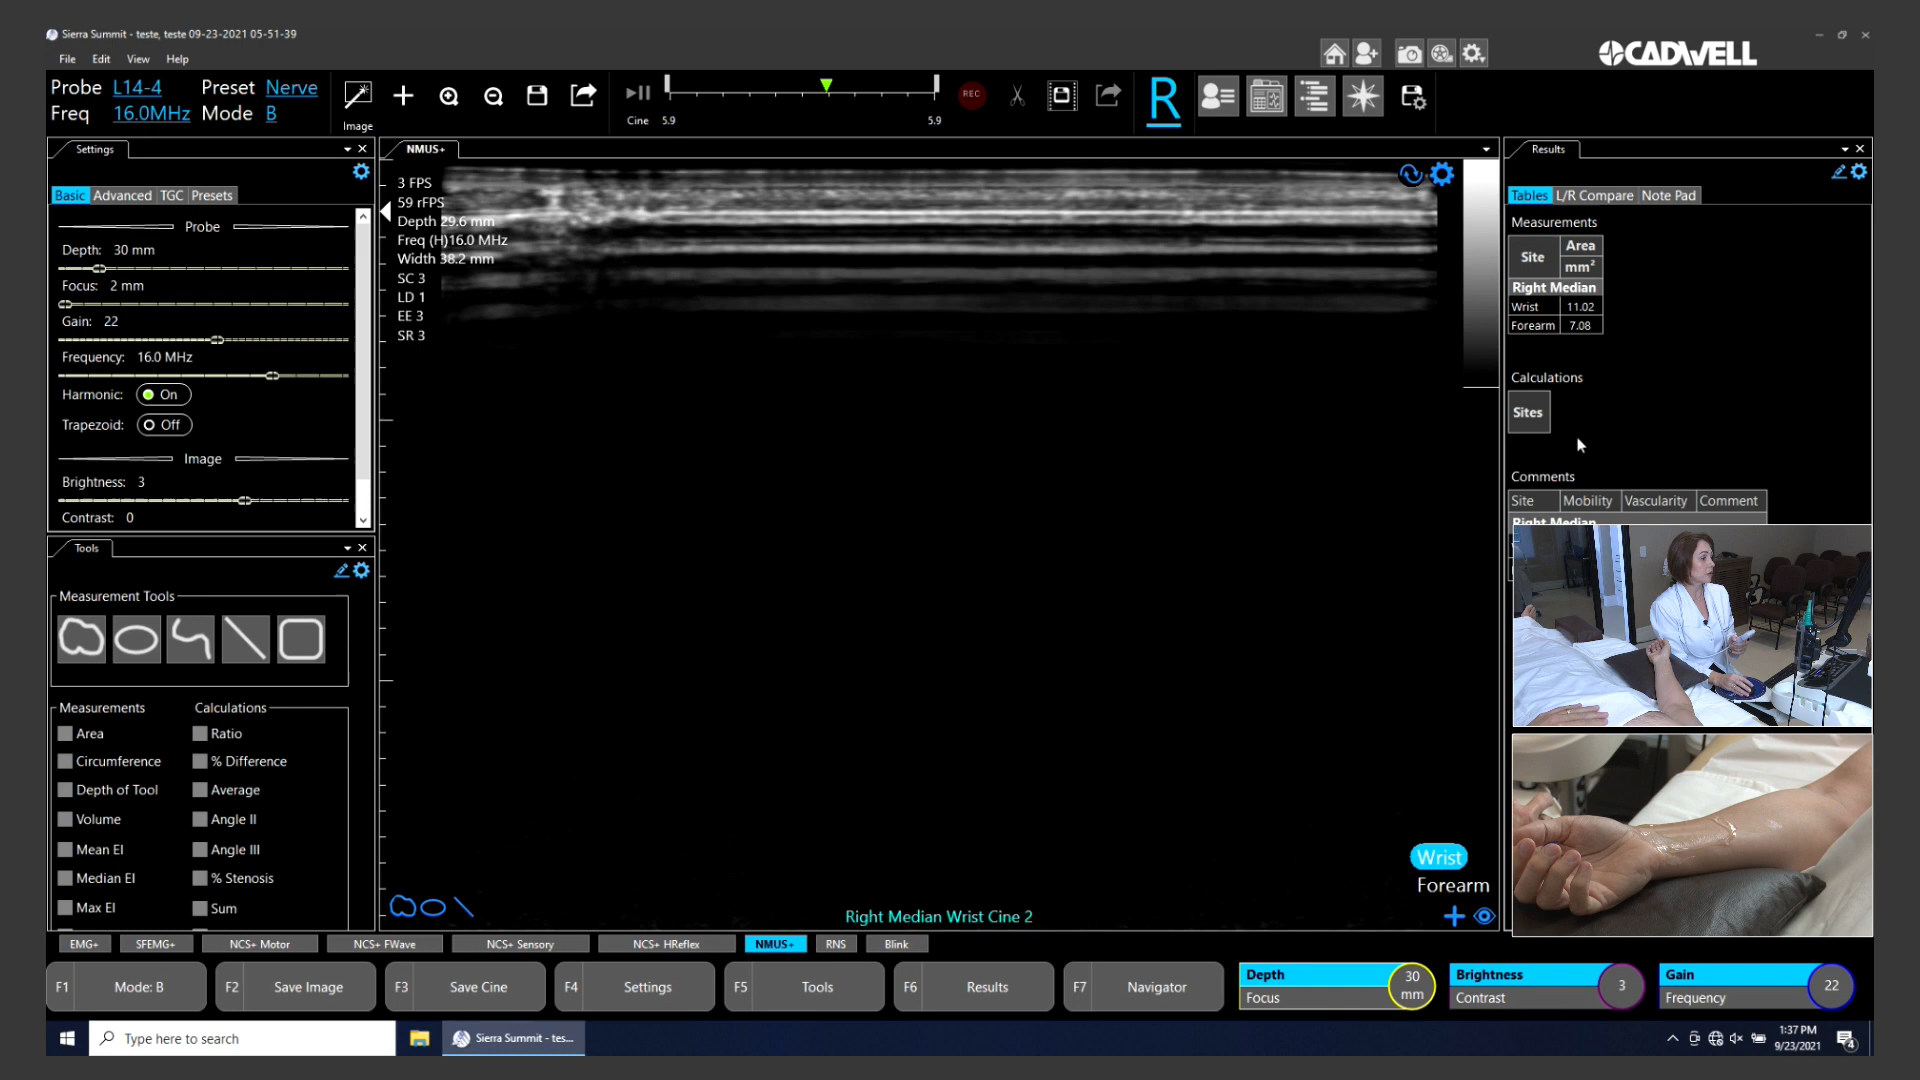 Sierra Summit - teste, teste 09-23-2021 05-51-39
File Edit View Help
CADWELL
Probe L14-4 Preset Nerve
Freq 16.0MHz Mode B
Image
Cine 5.9
5.9
REC
R
Settings
Basic Advanced TGC Presets
Probe
Depth: 30 mm
Focus: 2 mm
Gain: 22
Frequency: 16.0 MHz
Harmonic: On
Trapezoid: Off
Image
Brightness: 3
Contrast: 0
Tools
Measurement Tools
Measurements Calculations
Area Ratio
Circumference % Difference
Depth of Tool Average
Volume Angle II
Mean EI Angle III
Median EI % Stenosis
Max EI Sum
NMUS+
3 FPS
59 rFPS
Depth 29.6 mm
Freq (H)16.0 MHz
Width 38.2 mm
SC 3
LD 1
EE 3
SR 3
Wrist
Forearm
Right Median Wrist Cine 2
Results
Tables L/R Compare Note Pad
Measurements
Site Area
mm²
Right Median
Wrist 11.02
Forearm 7.08
Calculations
Sites
Comments
Site Mobility Vascularity Comment
Right Median
EMG+ SFEMG+ NCS+ Motor NCS+ FWave NCS+ Sensory NCS+ HReflex NMUS+ RNS Blink
F1 Mode: B F2 Save Image F3 Save Cine F4 Settings F5 Tools F6 Results F7 Navigator
Depth 30 mm
Focus
Brightness 3
Contrast
Gain 22
Frequency
Type here to search
Sierra Summit - tes...
1:37 PM
9/23/2021
4